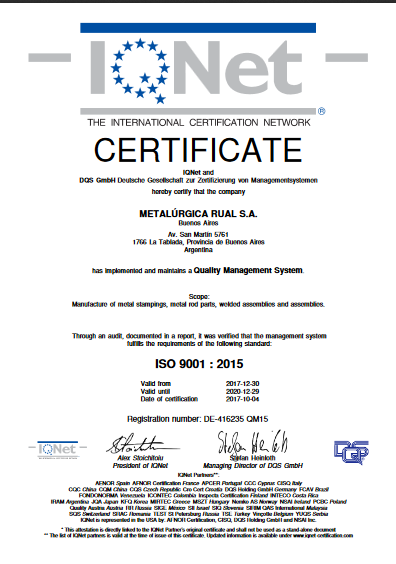 IQNet
®
THE INTERNATIONAL CERTIFICATION NETWORK
CERTIFICATE
IQNet and
DQS GmbH Deutsche Gesellschaft zur Zertifizierung von Managementsystemen
hereby certify that the company
METALÚRGICA RUAL S.A.
Buenos Aires
Av. San Martin 5761
1766 La Tablada, Provincia de Buenos Aires
Argentina
has implemented and maintains a Quality Management System.
Scope:
Manufacture of metal stampings, metal rod parts, welded assemblies and assemblies.
Through an audit, documented in a report, it was verified that the management system
fulfills the requirements of the following standard:
ISO 9001 : 2015
Valid from 2017-12-30
Valid until 2020-12-29
Date of certification 2017-10-04
Registration number: DE-416235 QM15
IQNet
DQS
Alex Stoichitoiu Stefan Heinloth
President of IQNet Managing Director of DQS GmbH
IQNet Partners**:
AENOR Spain AFNOR Certification France APCER Portugal CCC Cyprus CISQ Italy
CQC China CQM China CQS Czech Republic Cro Cert Croatia DQS Holding GmbH Germany FCAV Brazil
FONDONORMA Venezuela ICONTEC Colombia Inspecta Certification Finland INTECO Costa Rica
IRAM Argentina JQA Japan KFQ Korea MIRTEC Greece MSZT Hungary Nemko AS Norway NSAI Ireland PCBC Poland
Quality Austria Austria RR Russia SIGE México SII Israel SIQ Slovenia SIRIM QAS International Malaysia
SQS Switzerland SRAC Romania TEST St Petersburg Russia TSE Turkey YUQS Serbia
IQNet is represented in the USA by: AFNOR Certification, CISQ, DQS Holding GmbH and NSAI Inc.
* This attestation is directly linked to the IQNet Partner's original certificate and shall not be used as a stand-alone document
** The list of IQNet partners is valid at the time of issue of this certificate. Updated information is available under www.iqnet-certification.com